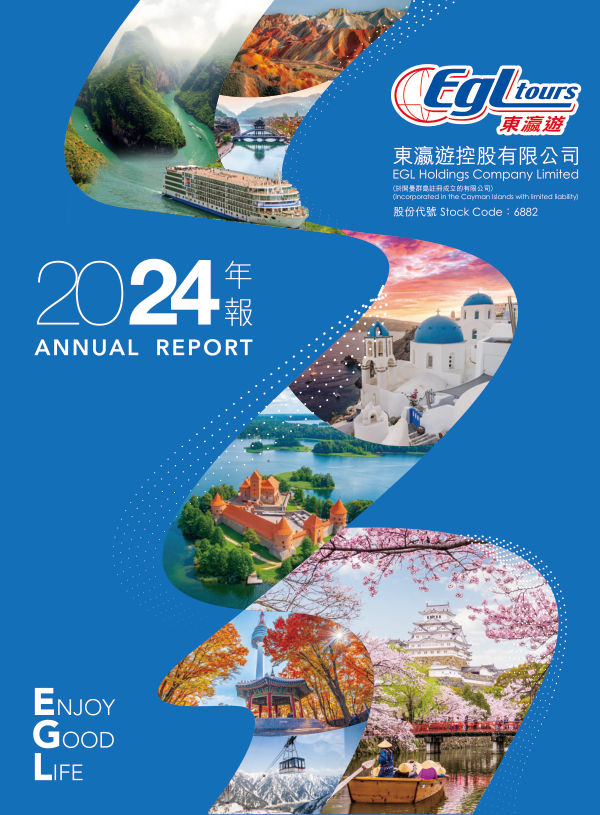 EGL tours
東瀛遊
東瀛遊控股有限公司
EGL Holdings Company Limited
(於開曼群島註冊成立的有限公司)
(incorporated in the Cayman Islands with limited liability)
股份代號 Stock Code：6882
2024年報
ANNUAL REPORT
ENJOY
GOOD
LIFE